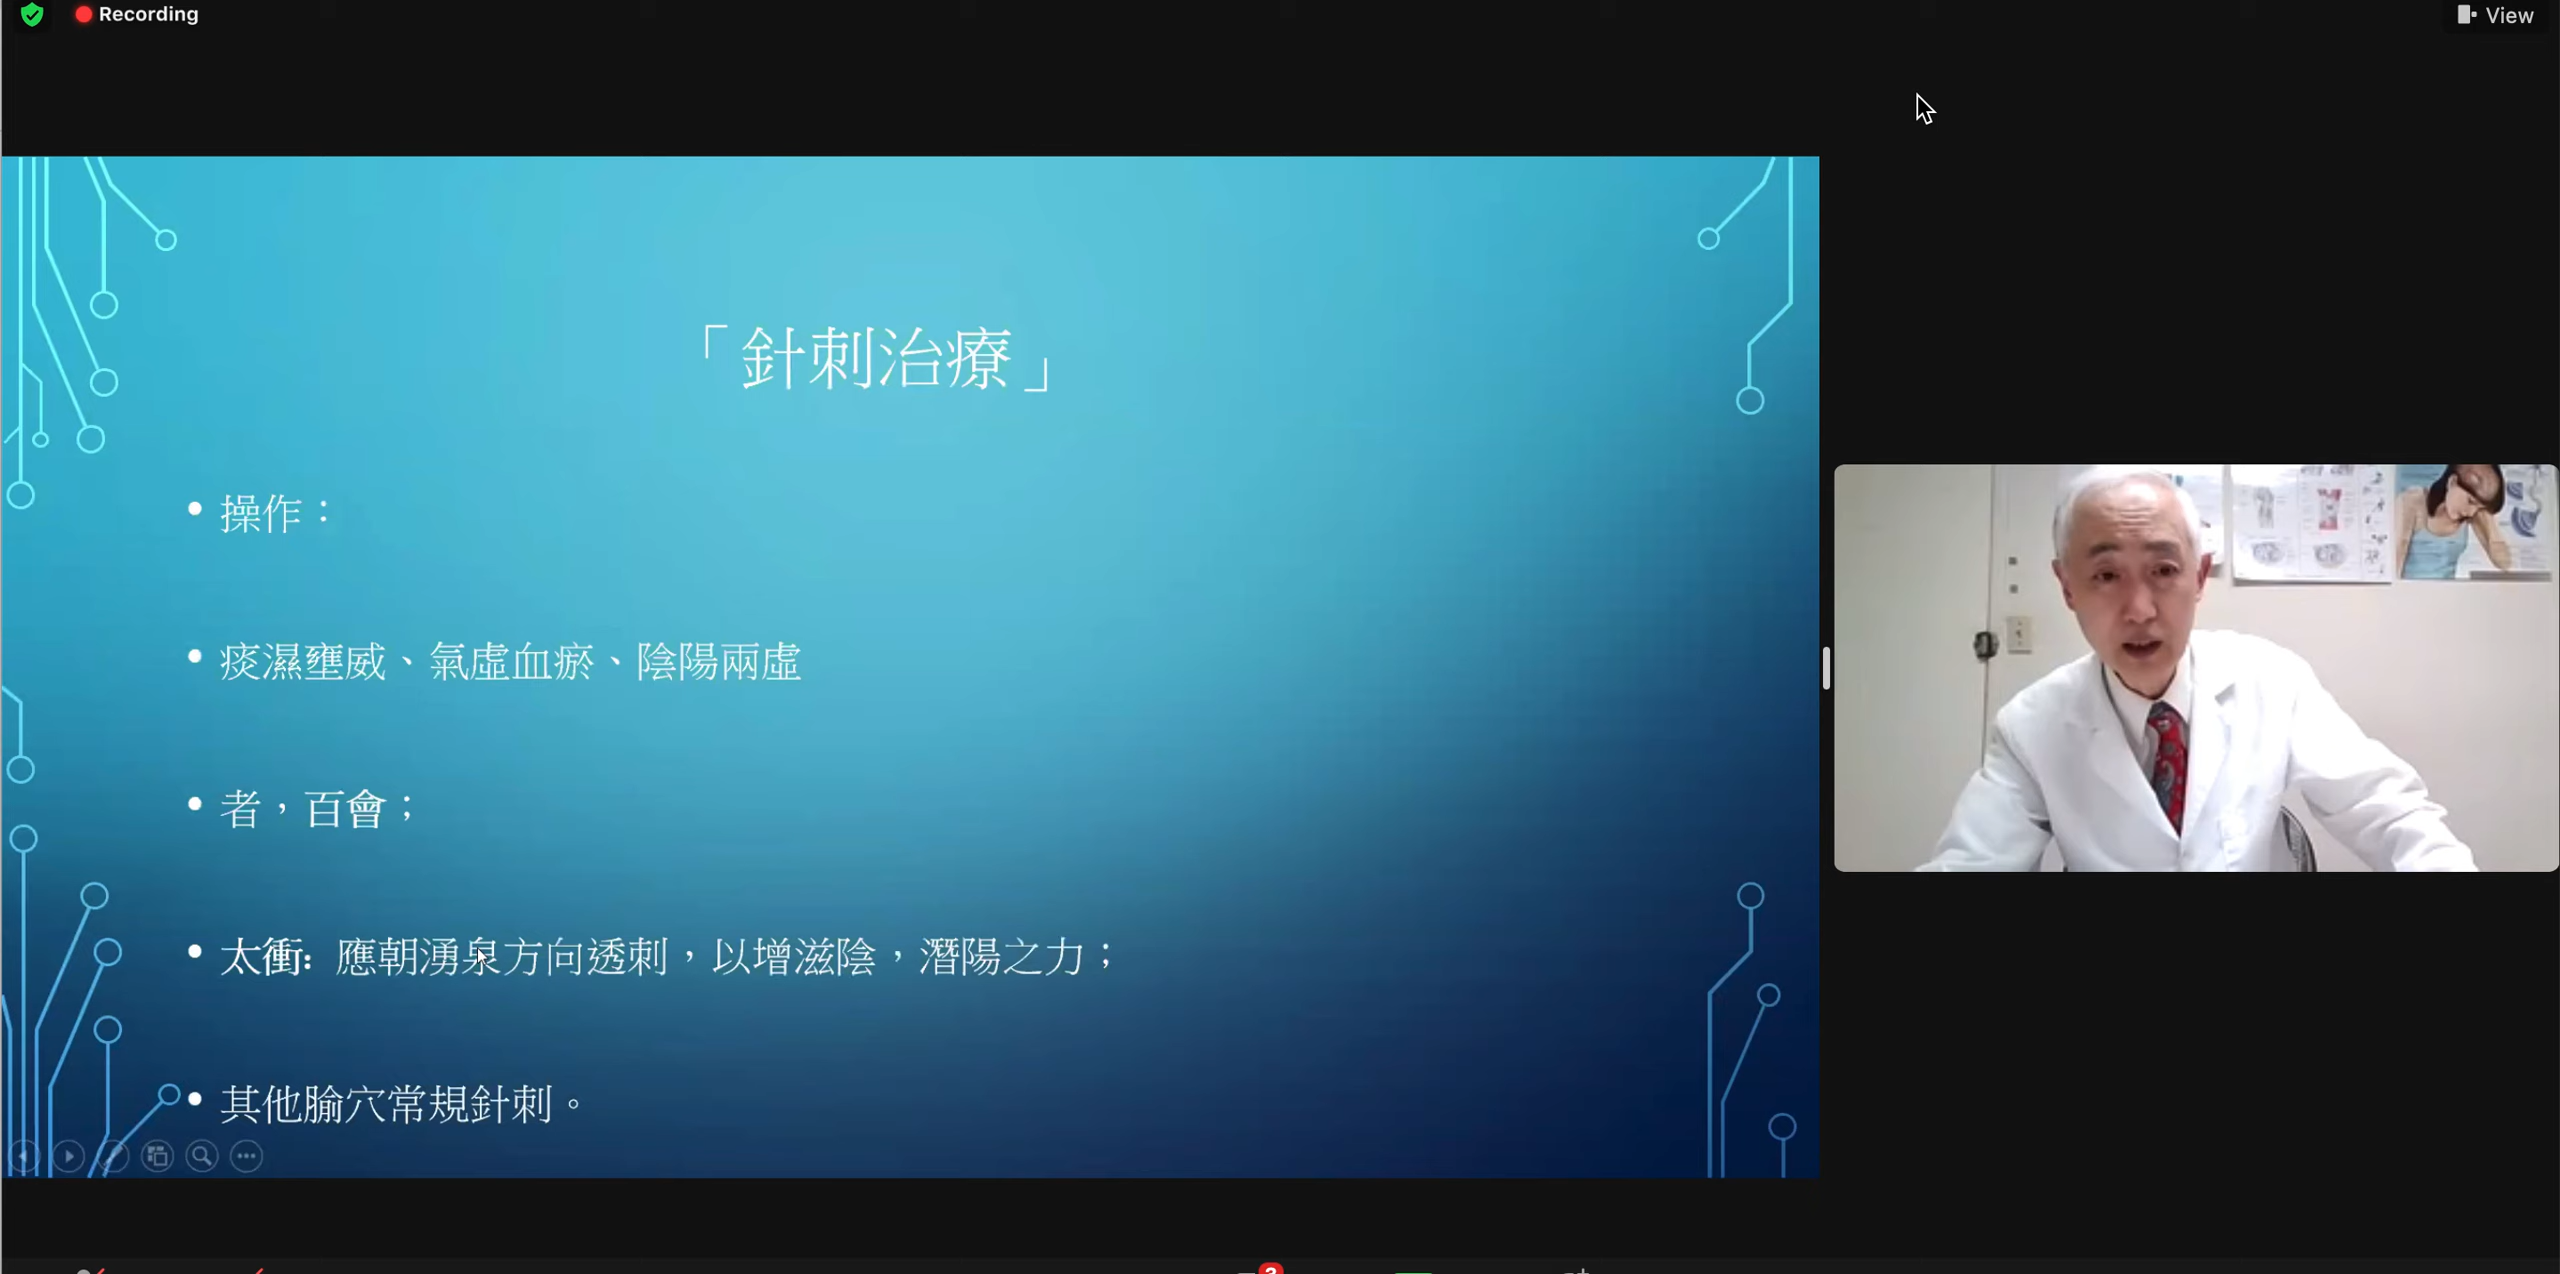 Recording
View
「針刺治療」
• 操作：
• 痰濕壅威、氣虛血瘀、陰陽兩虛
• 者，百會；
• 太衝: 應朝湧泉方向透刺，以增滋陰，潛陽之力；
• 其他腧穴常規針刺。